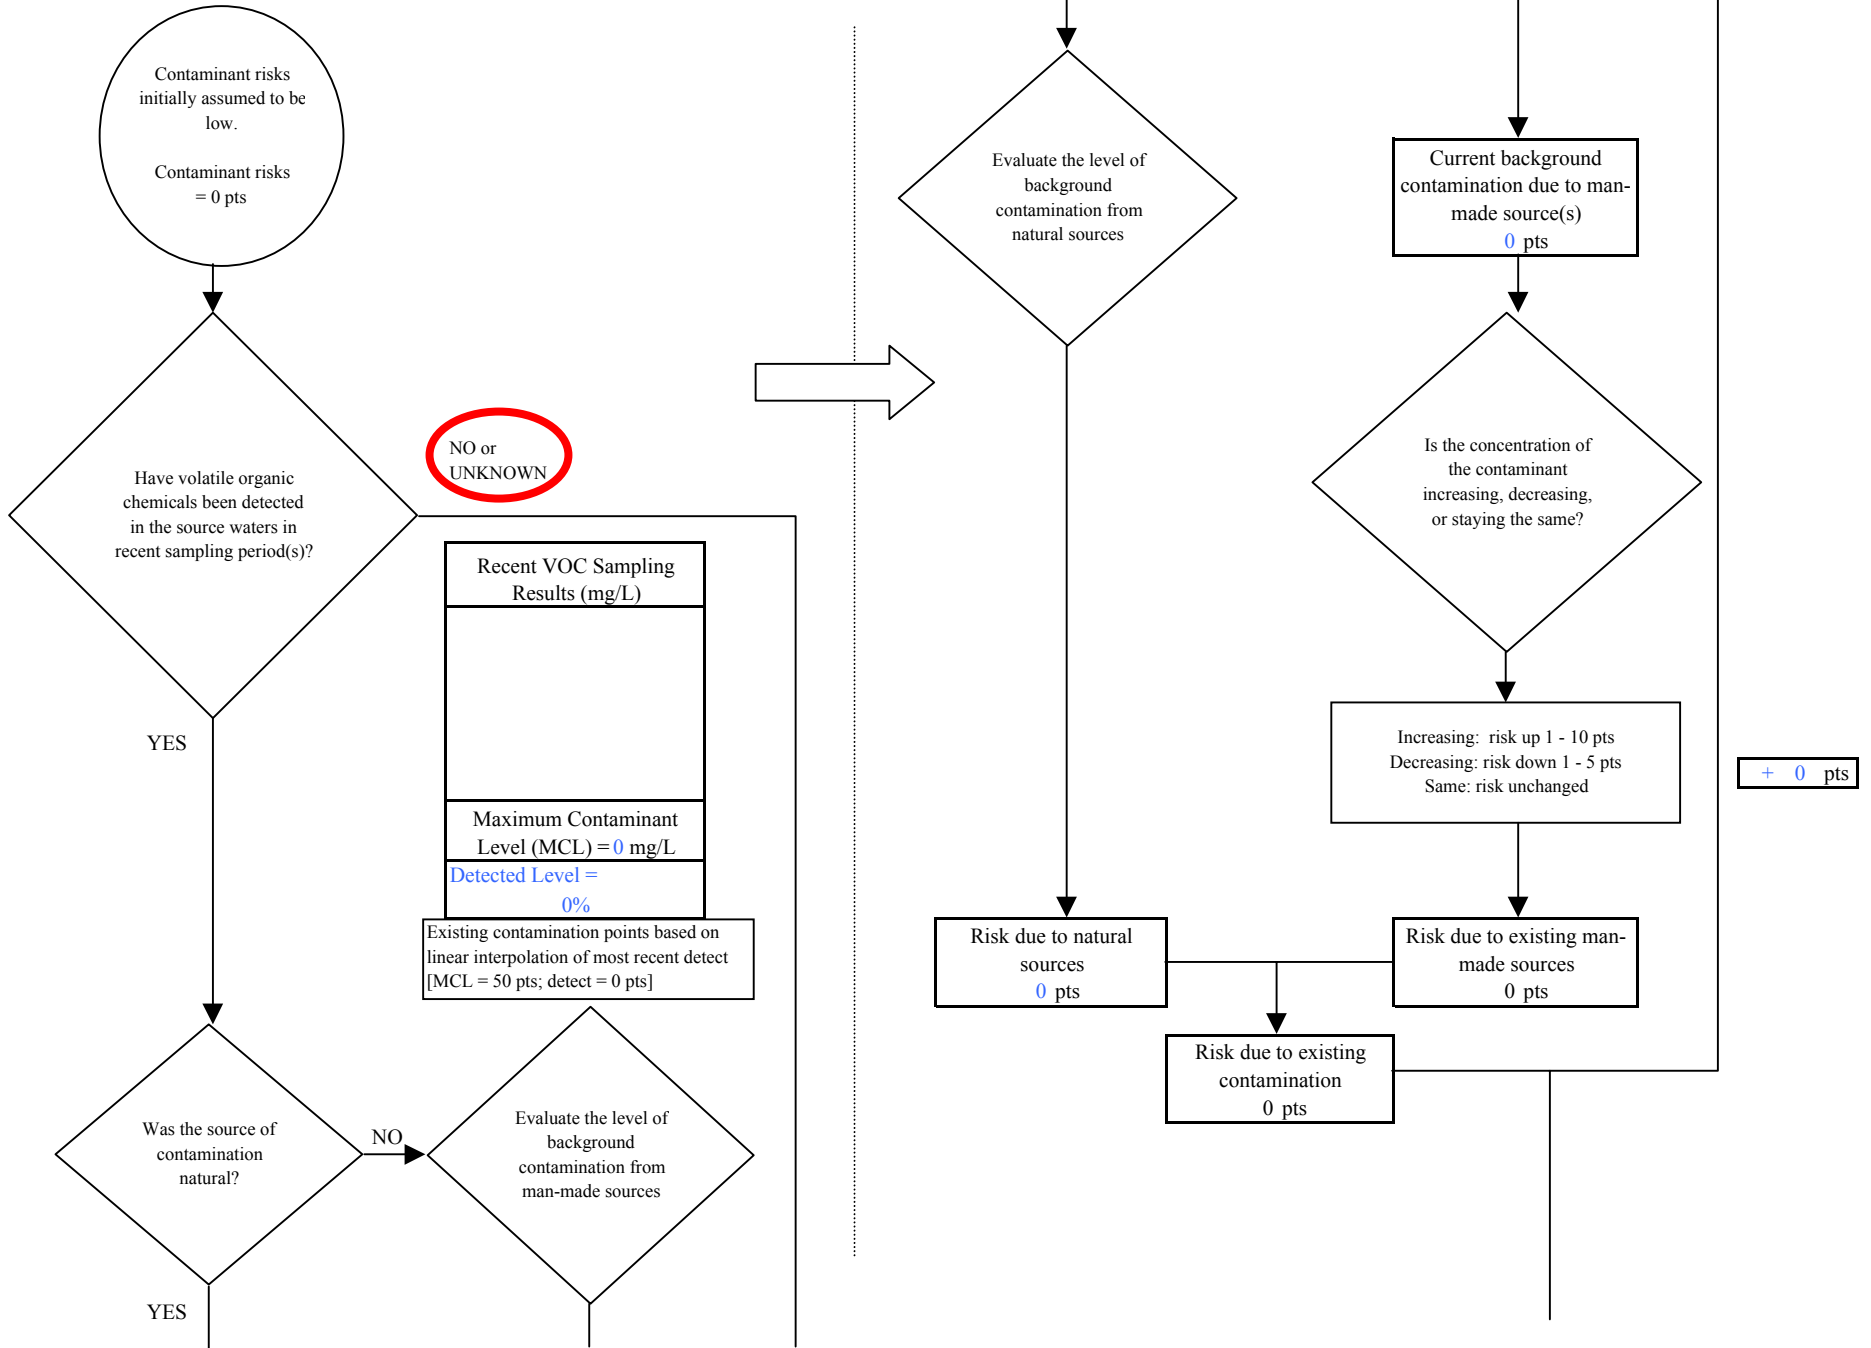 Contaminant risks
initially assumed to be
low.
Contaminant risks
= 0 pts
Have volatile organic
chemicals been detected
in the source waters in
recent sampling period(s)?
NO or
UNKNOWN
YES
Recent VOC Sampling
Results (mg/L)
Maximum Contaminant
Level (MCL) = 0 mg/L
Detected Level =
0%
Existing contamination points based on
linear interpolation of most recent detect
[MCL = 50 pts; detect = 0 pts]
Was the source of
contamination
natural?
NO
YES
Evaluate the level of
background
contamination from
man-made sources
Evaluate the level of
background
contamination from
natural sources
Current background
contamination due to man-
made source(s)
0 pts
Is the concentration of
the contaminant
increasing, decreasing,
or staying the same?
Increasing: risk up 1 - 10 pts
Decreasing: risk down 1 - 5 pts
Same: risk unchanged
+ 0 pts
Risk due to natural
sources
0 pts
Risk due to existing man-
made sources
0 pts
Risk due to existing
contamination
0 pts